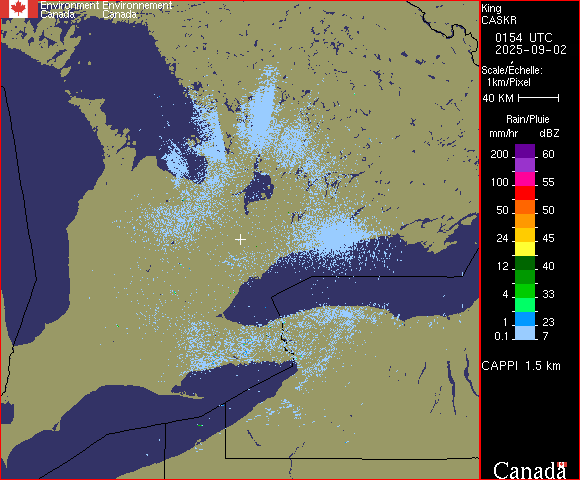 Environment Environnement
Canada Canada
King
CASKR
0154 UTC
2025-09-02
Scale/Échelle:
1km/Pixel
40 KM
Rain/Pluie
mm/hr dBZ
200 60
100 55
50 50
24 45
12 40
4 33
1 23
0.1 7
CAPPI 1.5 km
Canada